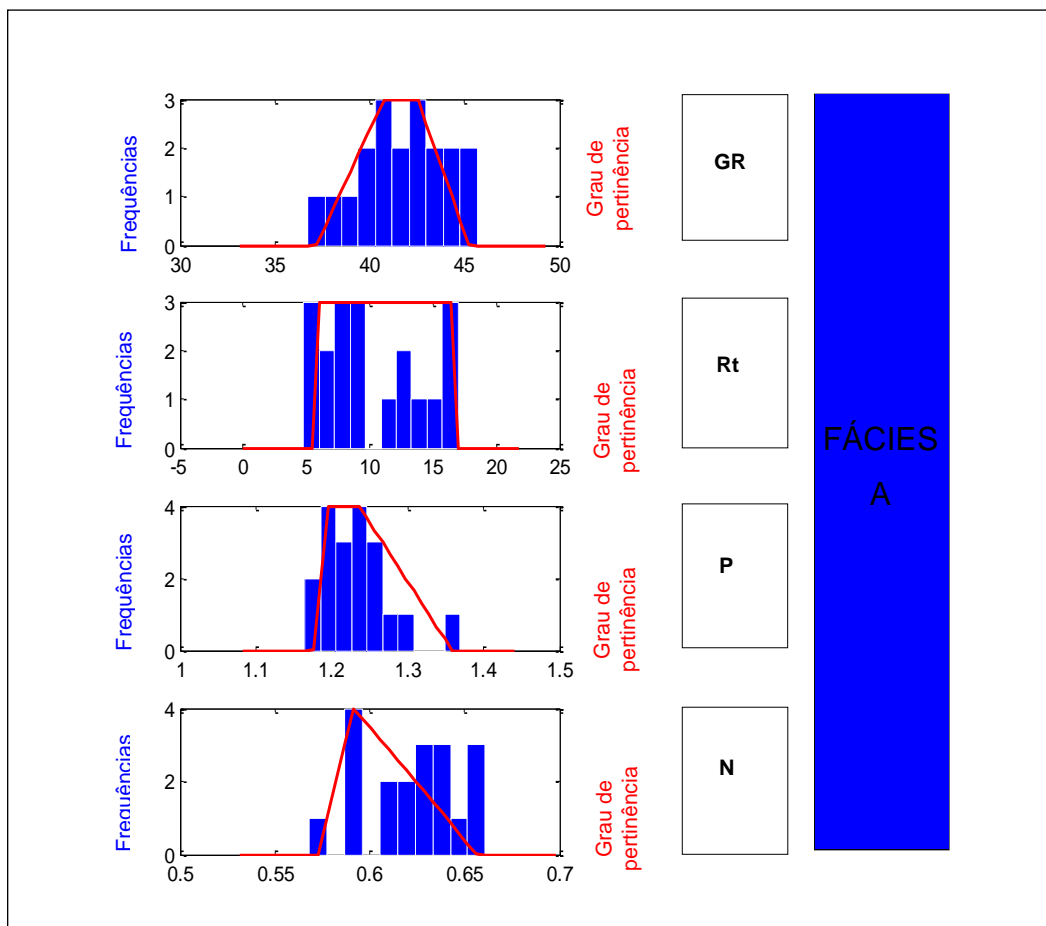 3
2
1
0
30
35
40
45
50
Frequências
Grau de
pertinência
GR
3
2
1
0
-5
0
5
10
15
20
25
Frequências
Grau de
pertinência
Rt
4
2
0
1
1.1
1.2
1.3
1.4
1.5
Frequências
Grau de
pertinência
P
4
2
0
0.5
0.55
0.6
0.65
0.7
Frequências
Grau de
pertinência
N
FÁCIES
A